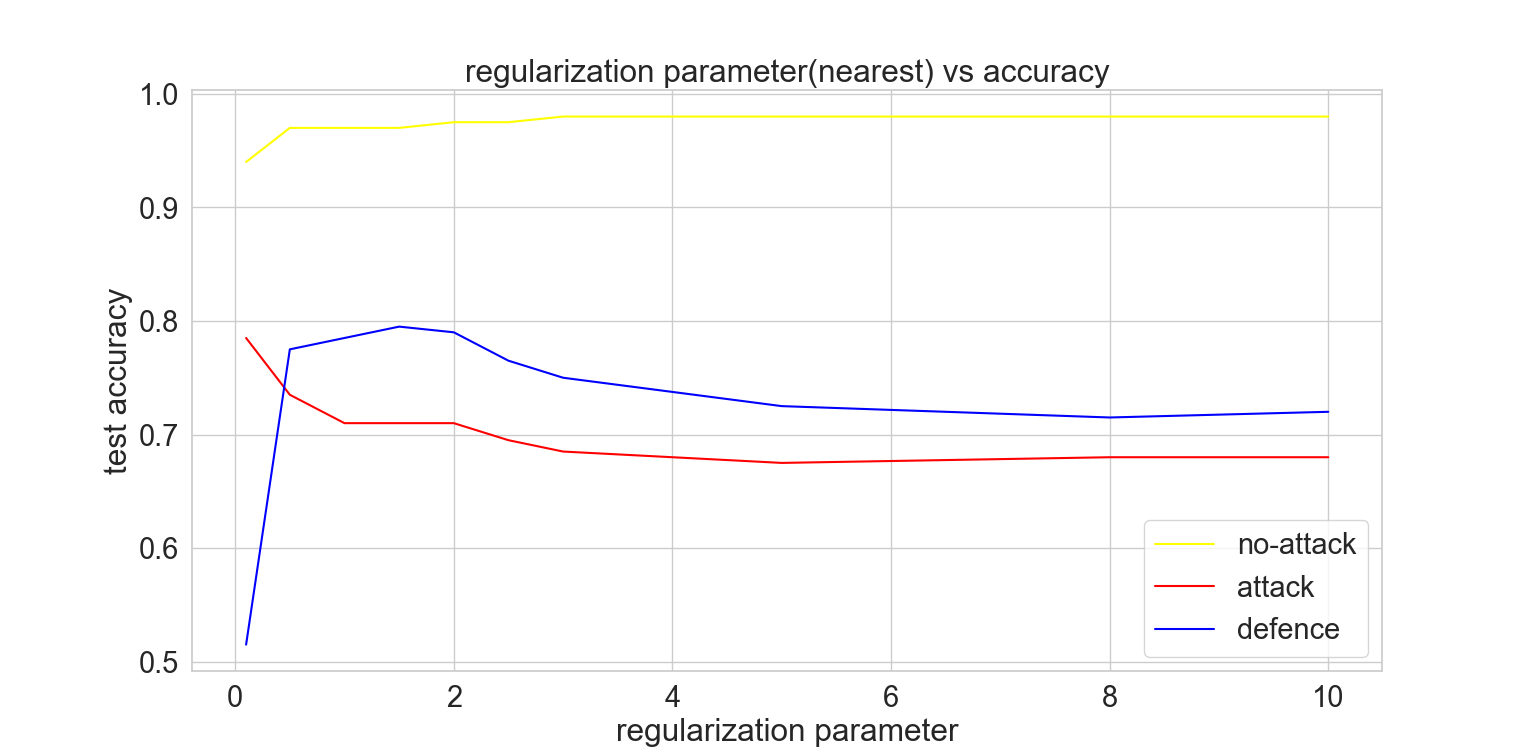 regularization parameter(nearest) vs accuracy
1.0
0.9
0.8
0.7
0.6
0.5
test accuracy
no-attack
attack
defence
0 2 4 6 8 10
regularization parameter